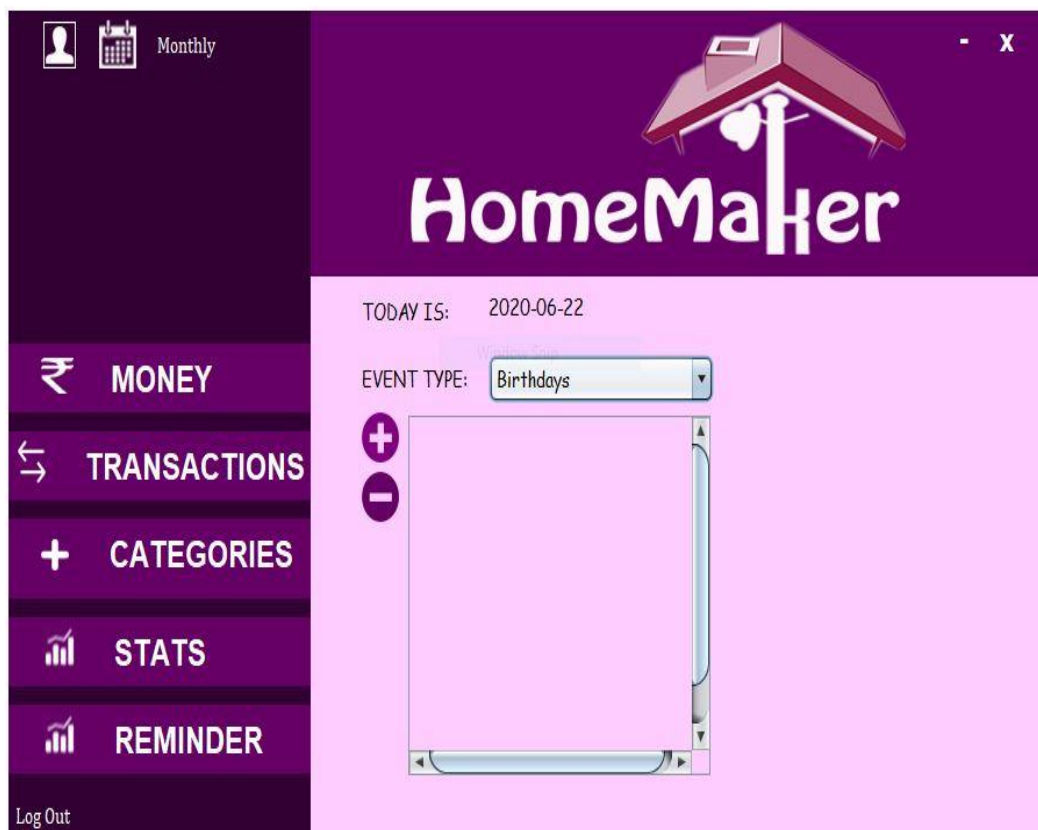 Monthly
- X
HomeMaker
TODAY IS: 2020-06-22
EVENT TYPE: Birthdays
₹ MONEY
TRANSACTIONS
+ CATEGORIES
STATS
REMINDER
Log Out